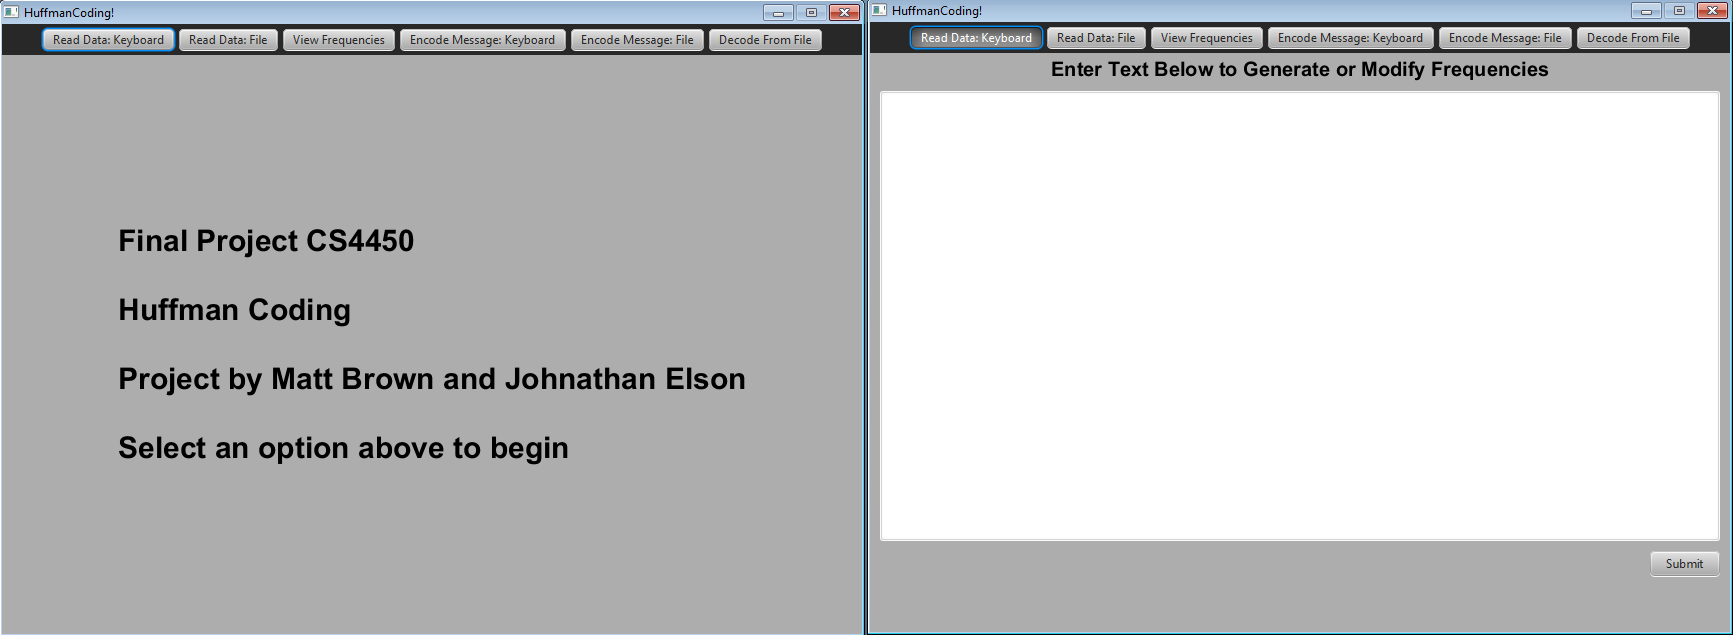 HuffmanCoding!
Read Data: Keyboard Read Data: File View Frequencies Encode Message: Keyboard Encode Message: File Decode From File
Final Project CS4450
Huffman Coding
Project by Matt Brown and Johnathan Elson
Select an option above to begin
HuffmanCoding!
Read Data: Keyboard Read Data: File View Frequencies Encode Message: Keyboard Encode Message: File Decode From File
Enter Text Below to Generate or Modify Frequencies
Submit